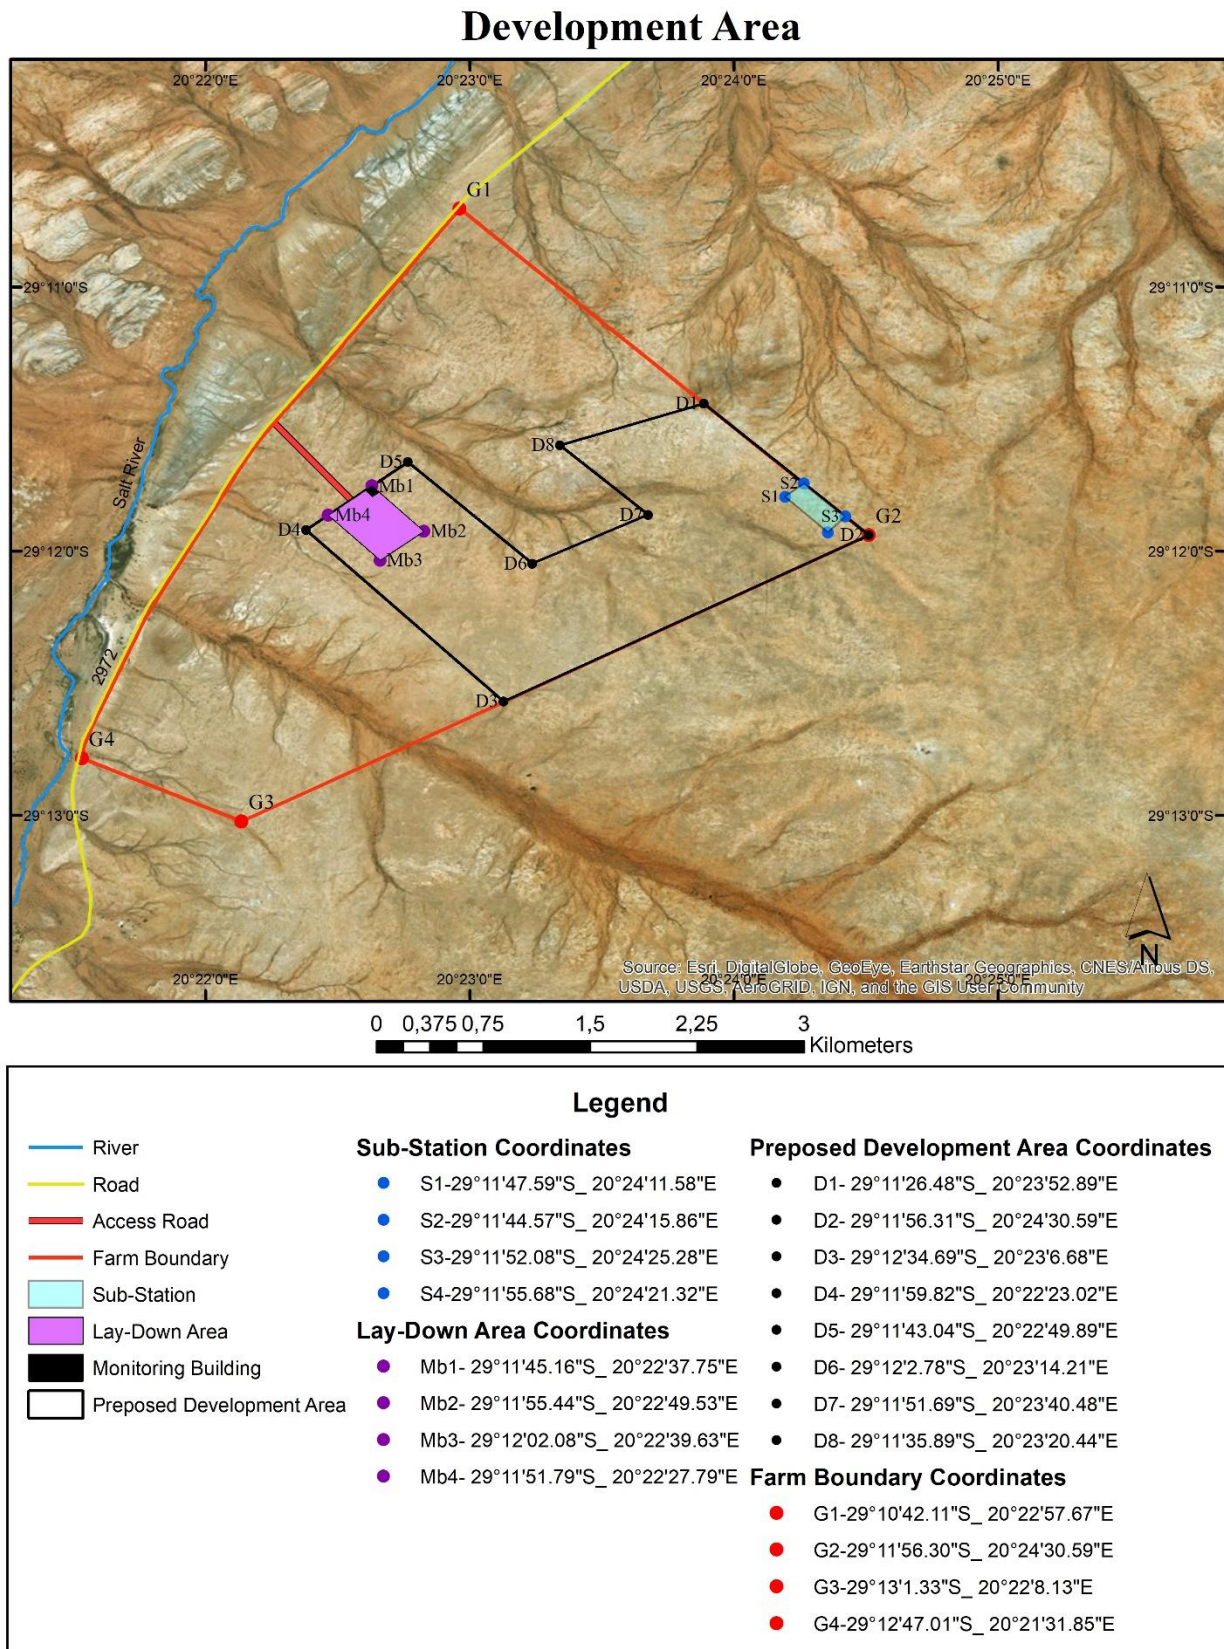 Development Area
20°22'0"E 20°23'0"E 20°24'0"E 20°25'0"E
G1
29°11'0"S 29°11'0"S
D1
D8
D5
S2
Mb1
S1
Salt River
Mb4
S3
G2
D7
D4
Mb2
D2
29°12'0"S 29°12'0"S
Mb3
D6
2972
D3
G4
G3
29°13'0"S 29°13'0"S
N
20°22'0"E 20°23'0"E 20°24'0"E 20°25'0"E
Source: Esri, DigitalGlobe, GeoEye, Earthstar Geographics, CNES/Airbus DS,
USDA, USGS, AeroGRID, IGN, and the GIS User Community
0 0,375 0,75 1,5 2,25 3
Kilometers
Legend
River
Road
Access Road
Farm Boundary
Sub-Station
Lay-Down Area
Monitoring Building
Preposed Development Area
Sub-Station Coordinates
S1-29°11'47.59"S_ 20°24'11.58"E
S2-29°11'44.57"S_ 20°24'15.86"E
S3-29°11'52.08"S_ 20°24'25.28"E
S4-29°11'55.68"S_ 20°24'21.32"E
Lay-Down Area Coordinates
Mb1- 29°11'45.16"S_ 20°22'37.75"E
Mb2- 29°11'55.44"S_ 20°22'49.53"E
Mb3- 29°12'02.08"S_ 20°22'39.63"E
Mb4- 29°11'51.79"S_ 20°22'27.79"E
Preposed Development Area Coordinates
D1- 29°11'26.48"S_ 20°23'52.89"E
D2- 29°11'56.31"S_ 20°24'30.59"E
D3- 29°12'34.69"S_ 20°23'6.68"E
D4- 29°11'59.82"S_ 20°22'23.02"E
D5- 29°11'43.04"S_ 20°22'49.89"E
D6- 29°12'2.78"S_ 20°23'14.21"E
D7- 29°11'51.69"S_ 20°23'40.48"E
D8- 29°11'35.89"S_ 20°23'20.44"E
Farm Boundary Coordinates
G1-29°10'42.11"S_ 20°22'57.67"E
G2-29°11'56.30"S_ 20°24'30.59"E
G3-29°13'1.33"S_ 20°22'8.13"E
G4-29°12'47.01"S_ 20°21'31.85"E